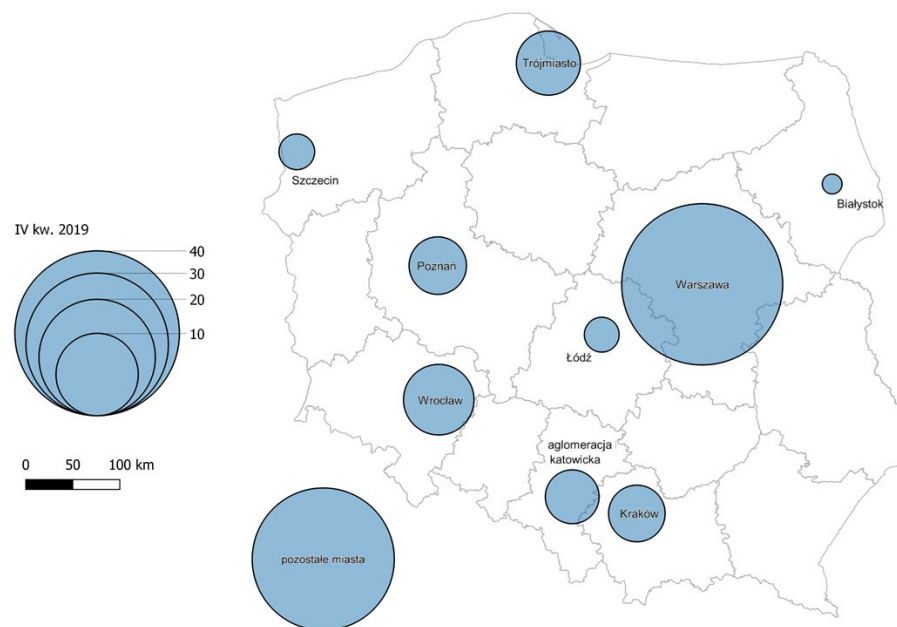 Trójmiasto
Szczecin
Białystok
IV kw. 2019
40
30
20
10
Poznań
Warszawa
Łódź
Wrocław
aglomeracja
katowicka
0 50 100 km
Kraków
pozostałe miasta